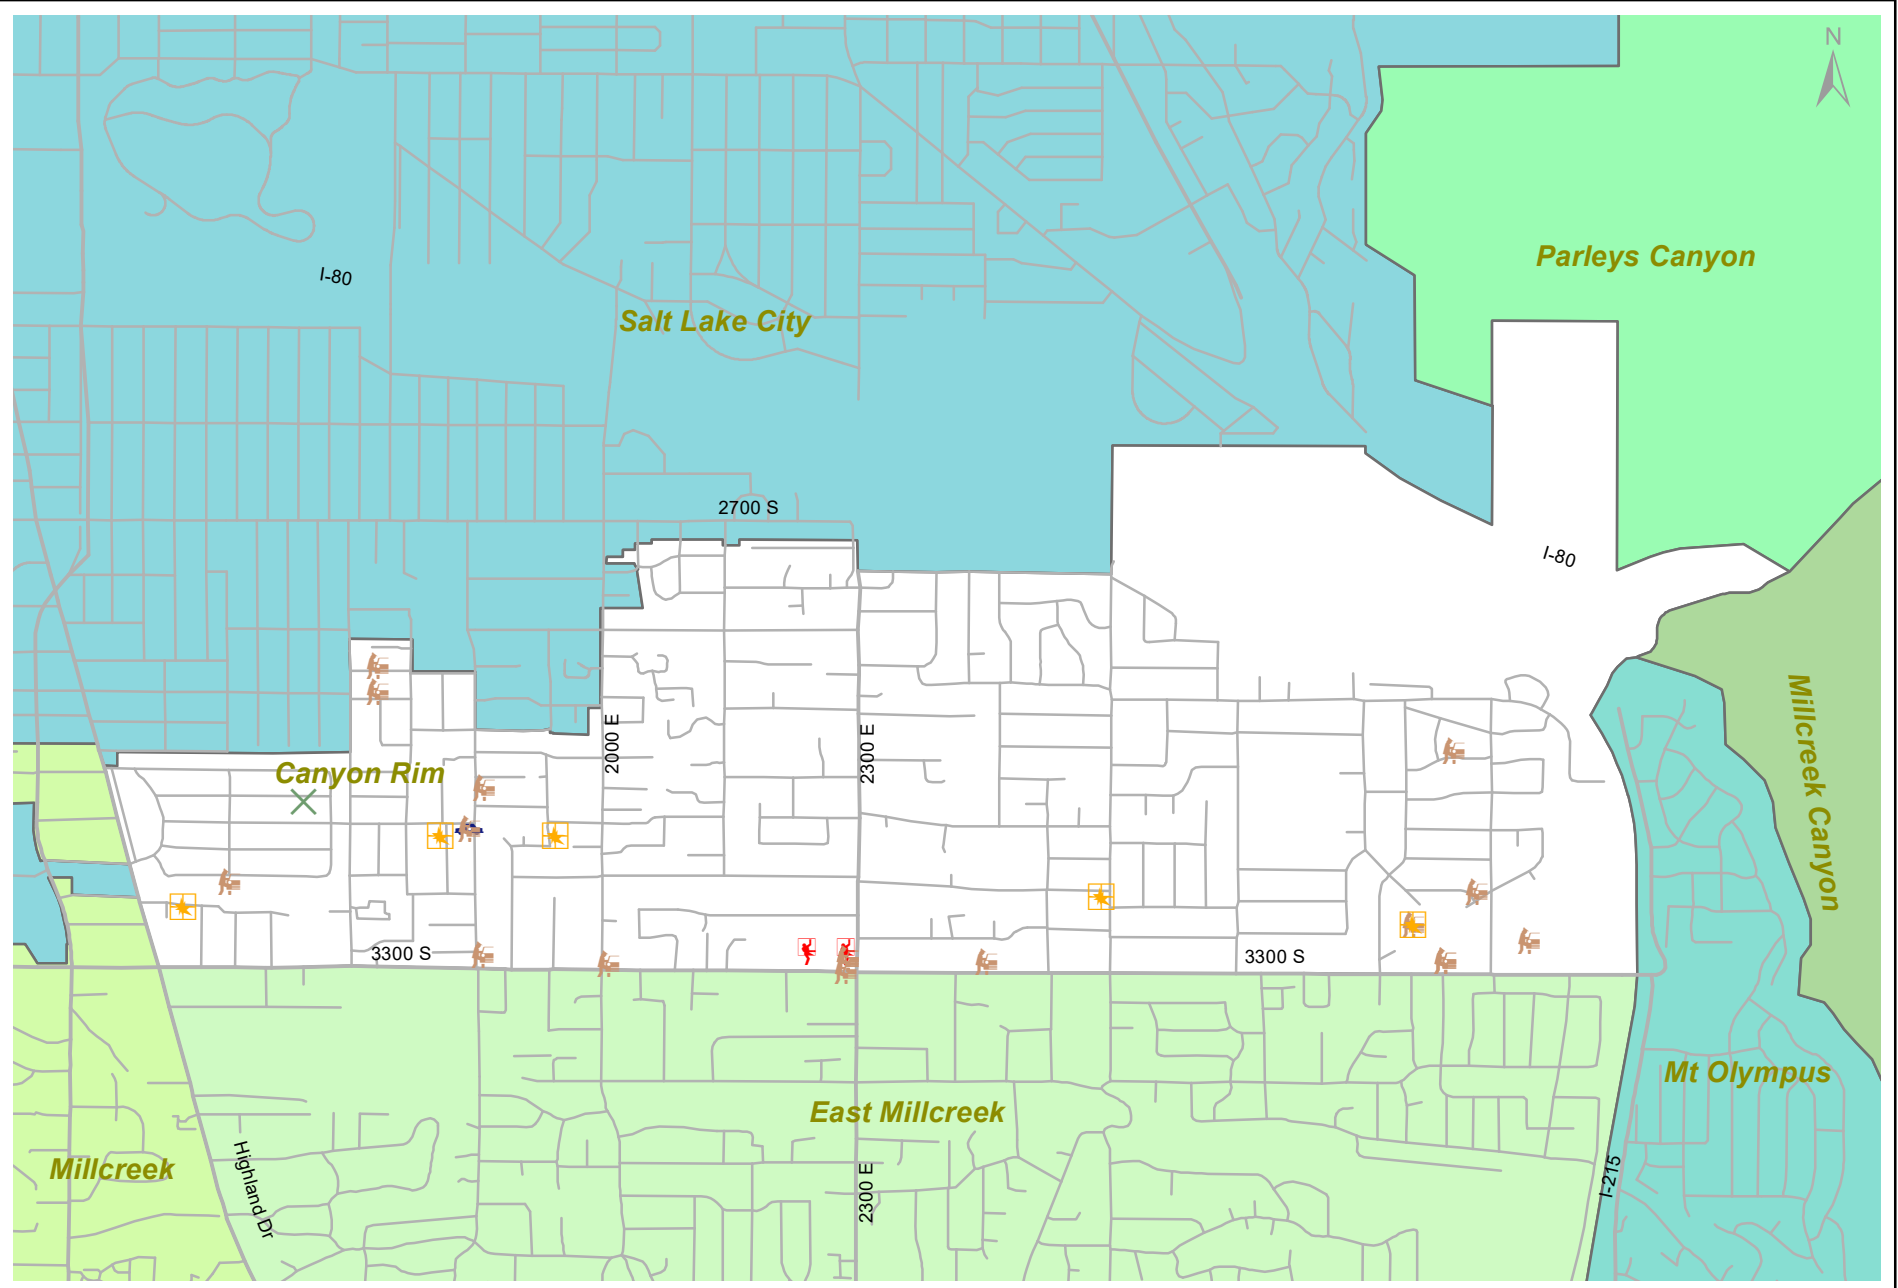 N
Parleys Canyon
I-80
Salt Lake City
2700 S
I-80
2000 E
2300 E
Canyon Rim
Millcreek Canyon
3300 S
3300 S
Mt Olympus
East Millcreek
Millcreek
Highland Dr
2300 E
I-215